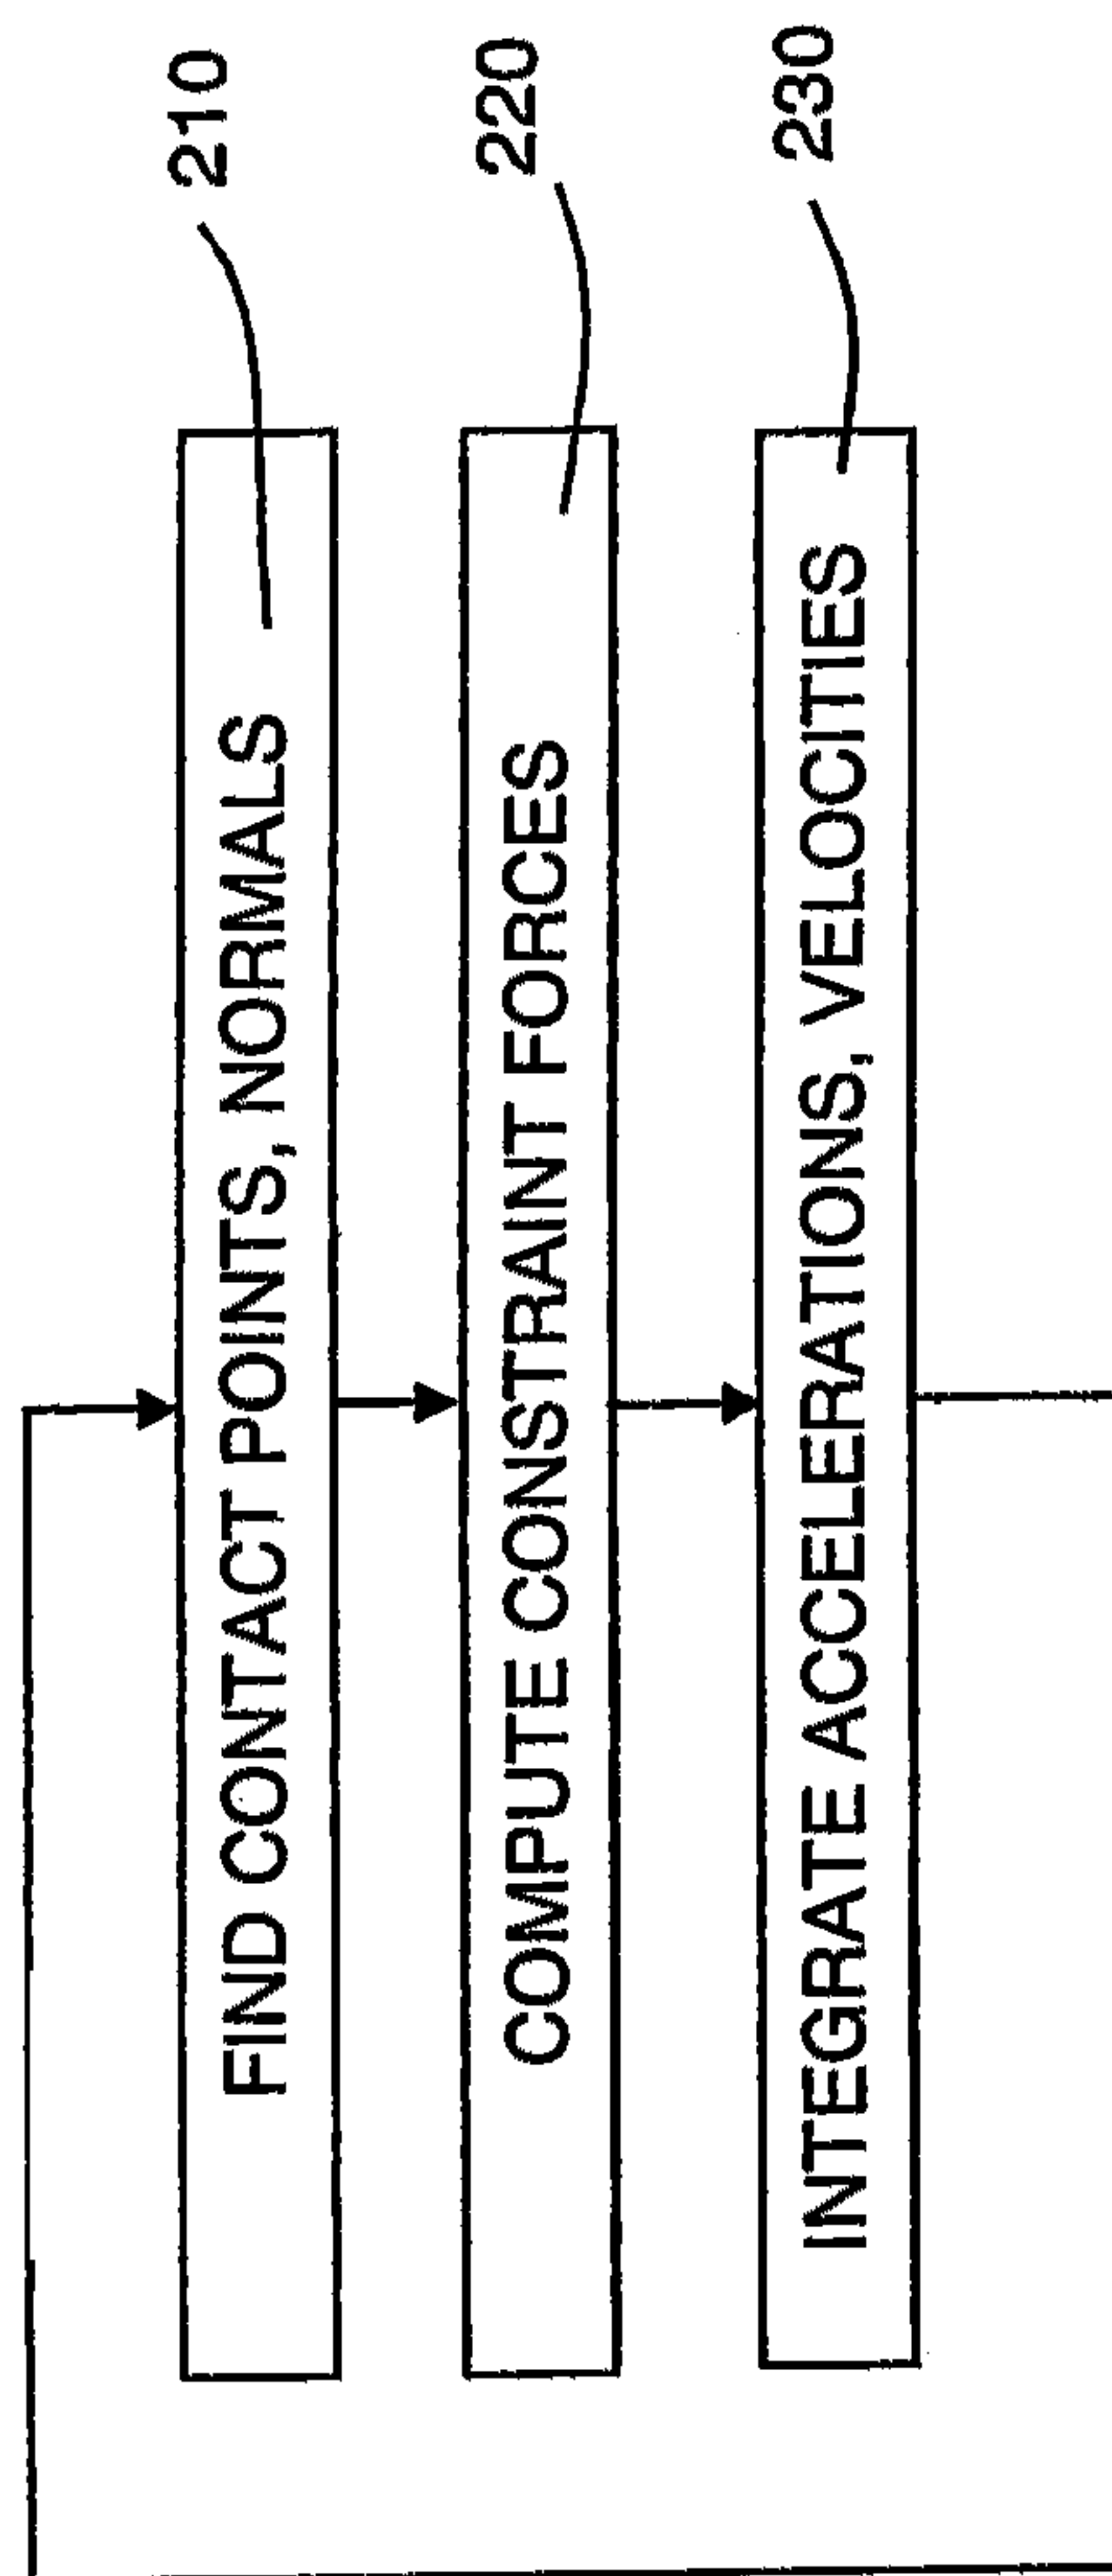 FIND CONTACT POINTS, NORMALS
210
COMPUTE CONSTRAINT FORCES
220
INTEGRATE ACCELERATIONS, VELOCITIES
230